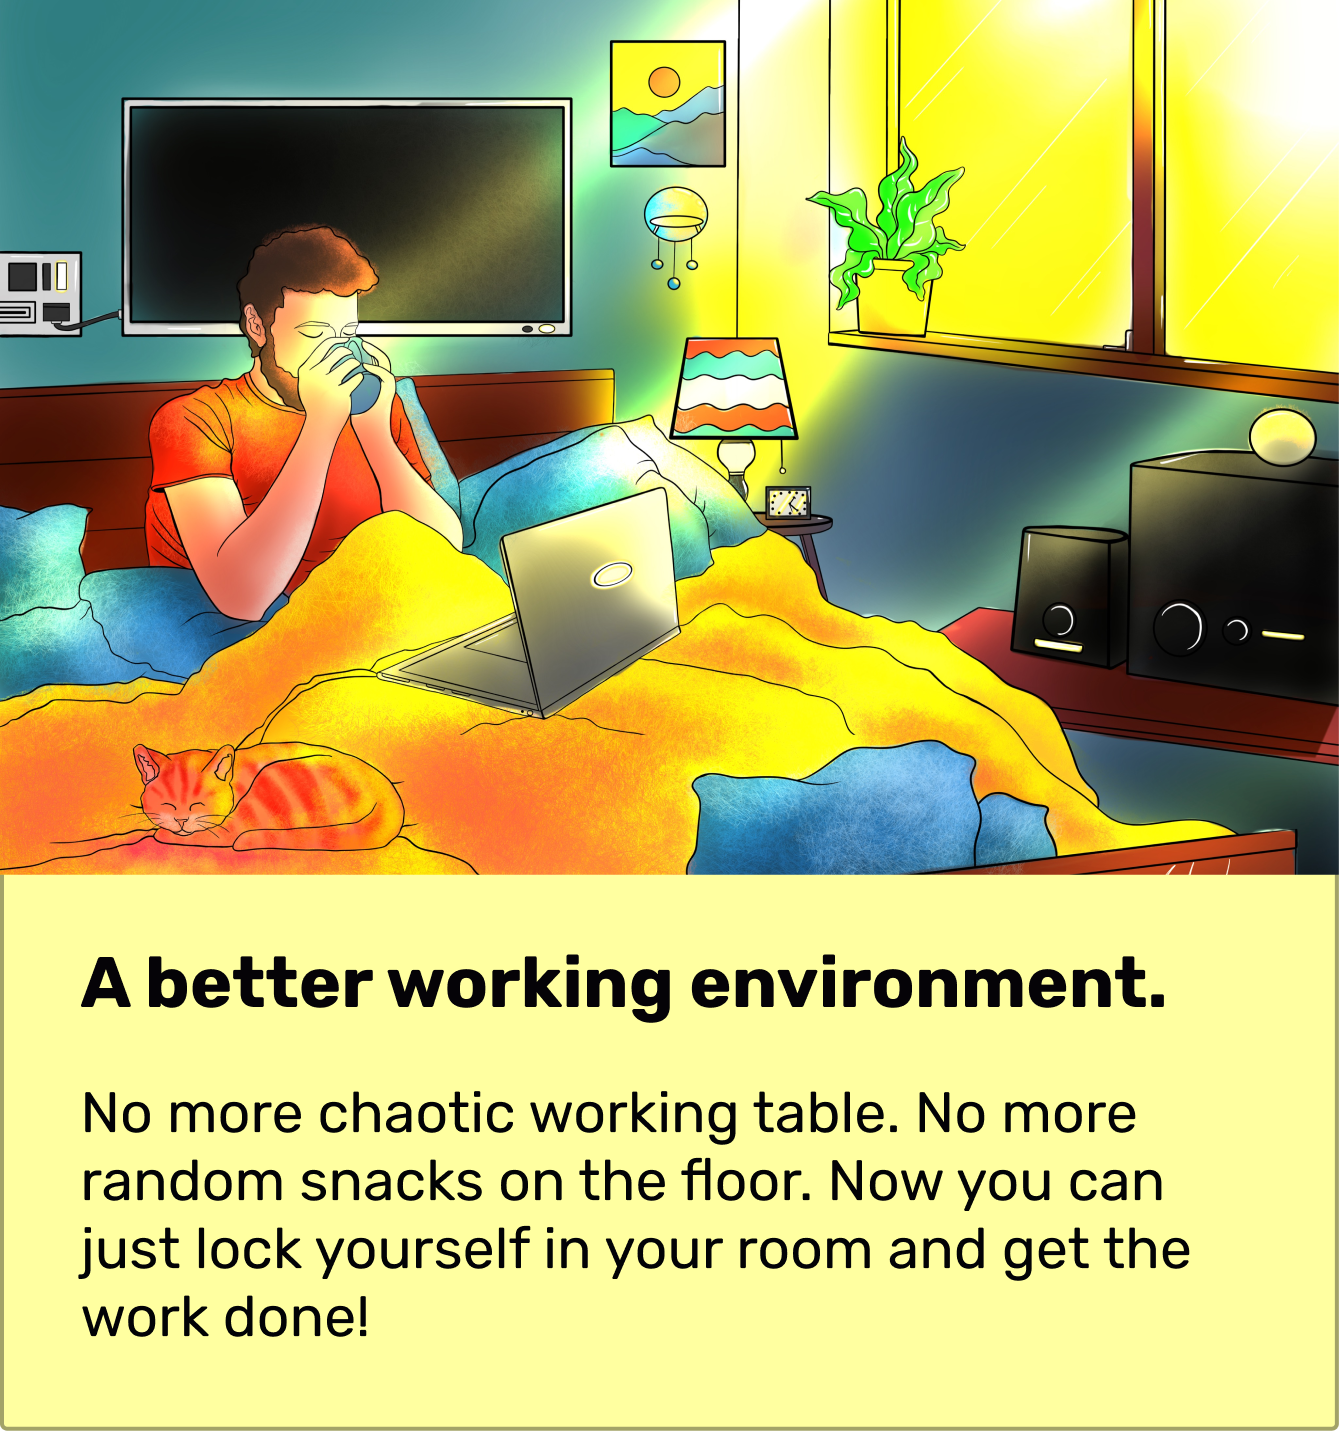 A better working environment.
No more chaotic working table. No more
random snacks on the floor. Now you can
just lock yourself in your room and get the
work done!